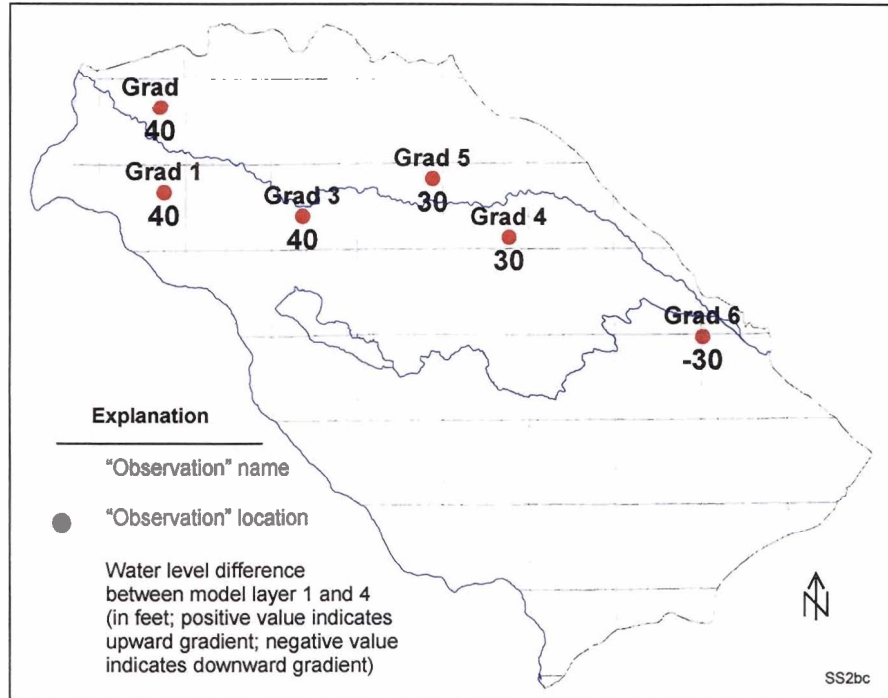 Grad
40
Grad 1
40
Grad 3
40
Grad 5
30
Grad 4
30
Grad 6
-30
Explanation
"Observation" name
"Observation" location
Water level difference
between model layer 1 and 4
(in feet; positive value indicates
upward gradient; negative value
indicates downward gradient)
N
SS2bc